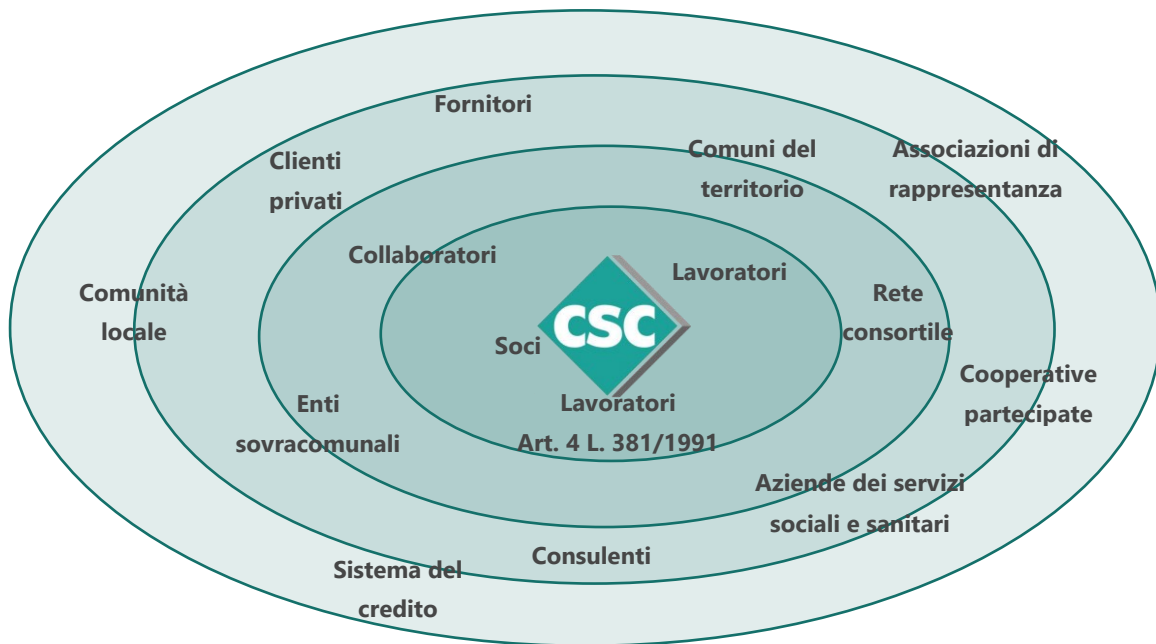 Fornitori
Clienti
privati
Comuni del
territorio
Associazioni di
rappresentanza
Collaboratori
Lavoratori
Comunità
locale
Rete
consortile
CSC
Soci
Enti
sovracomunali
Lavoratori
Art. 4 L. 381/1991
Cooperative
partecipate
Aziende dei servizi
sociali e sanitari
Consulenti
Sistema del
credito